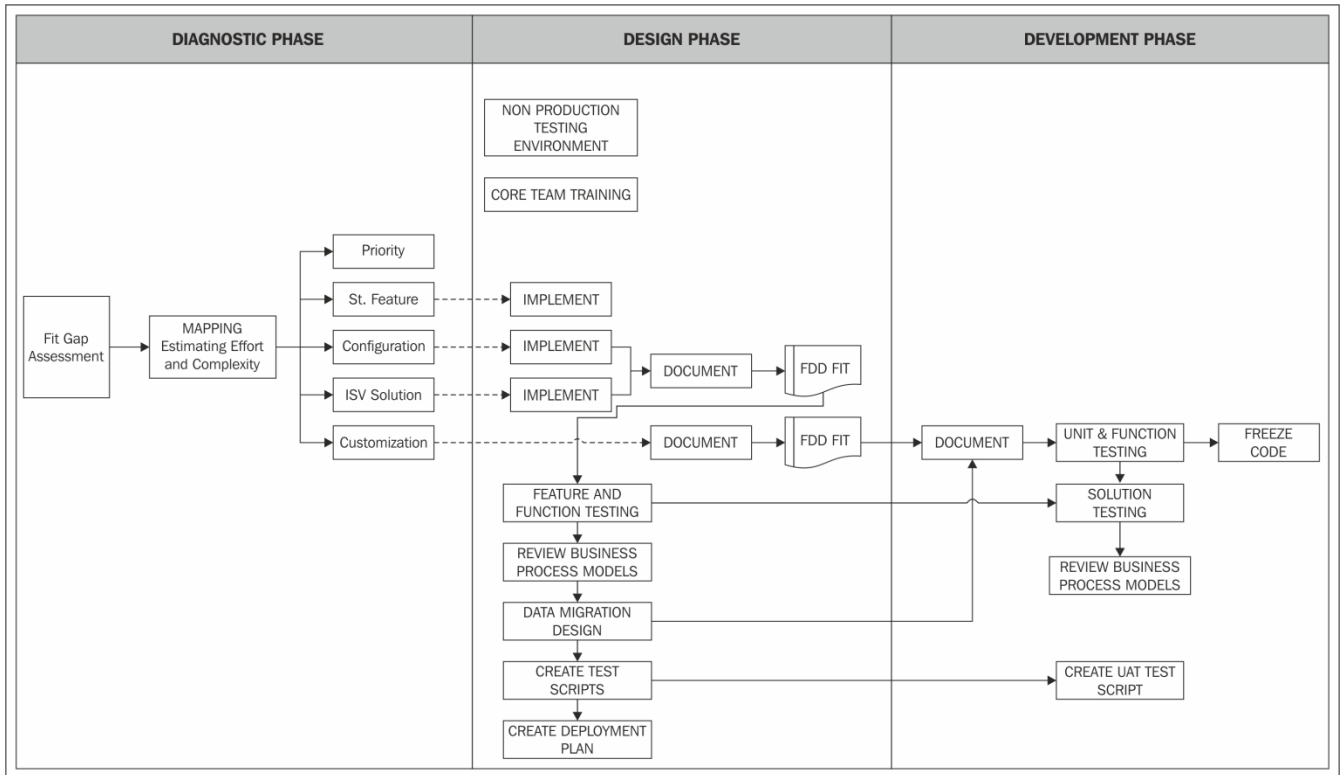 DIAGNOSTIC PHASE
DESIGN PHASE
DEVELOPMENT PHASE
NON PRODUCTION
TESTING
ENVIRONMENT
CORE TEAM TRAINING
Priority
St. Feature
IMPLEMENT
Fit Gap
Assessment
MAPPING
Estimating Effort
and Complexity
Configuration
IMPLEMENT
DOCUMENT
FDD FIT
ISV Solution
IMPLEMENT
Customization
DOCUMENT
FDD FIT
DOCUMENT
UNIT & FUNCTION
TESTING
FREEZE
CODE
FEATURE AND
FUNCTION TESTING
SOLUTION
TESTING
REVIEW BUSINESS
PROCESS MODELS
REVIEW BUSINESS
PROCESS MODELS
DATA MIGRATION
DESIGN
CREATE TEST
SCRIPTS
CREATE UAT TEST
SCRIPT
CREATE DEPLOYMENT
PLAN